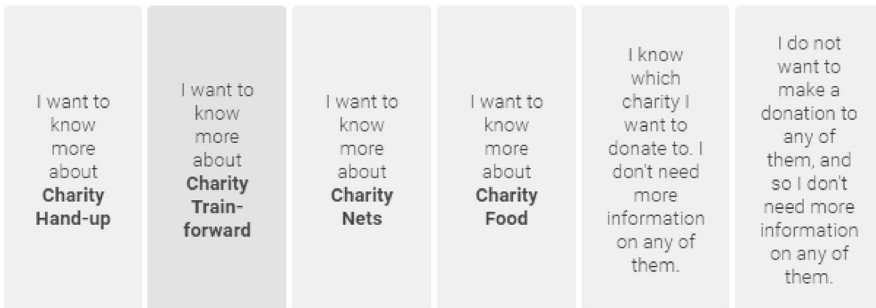 I want to
know
more
about
Charity
Hand-up
I want to
know
more
about
Charity
Train-
forward
I want to
know
more
about
Charity
Nets
I want to
know
more
about
Charity
Food
I know
which
charity I
want to
donate to. I
don't need
more
information
on any of
them.
I do not
want to
make a
donation to
any of
them, and
so I don't
need more
information
on any of
them.